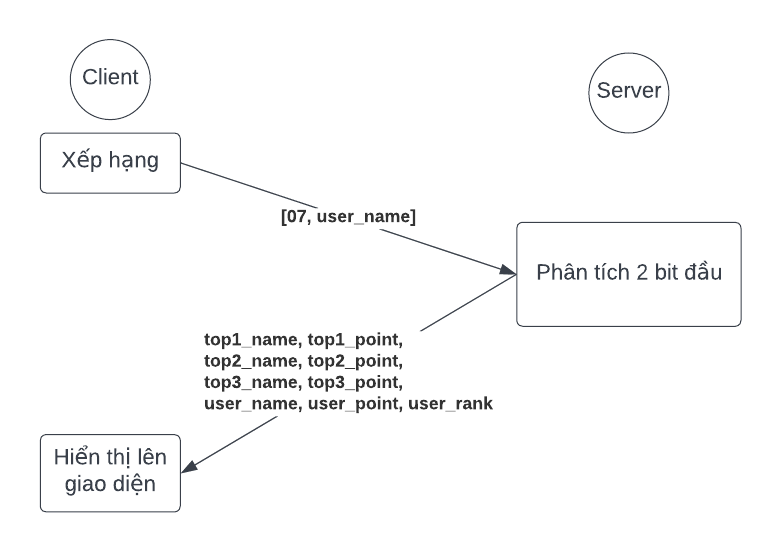 Client
Server
Xếp hạng
[07, user_name]
Phân tích 2 bit đầu
top1_name, top1_point,
top2_name, top2_point,
top3_name, top3_point,
user_name, user_point, user_rank
Hiển thị lên
giao diện